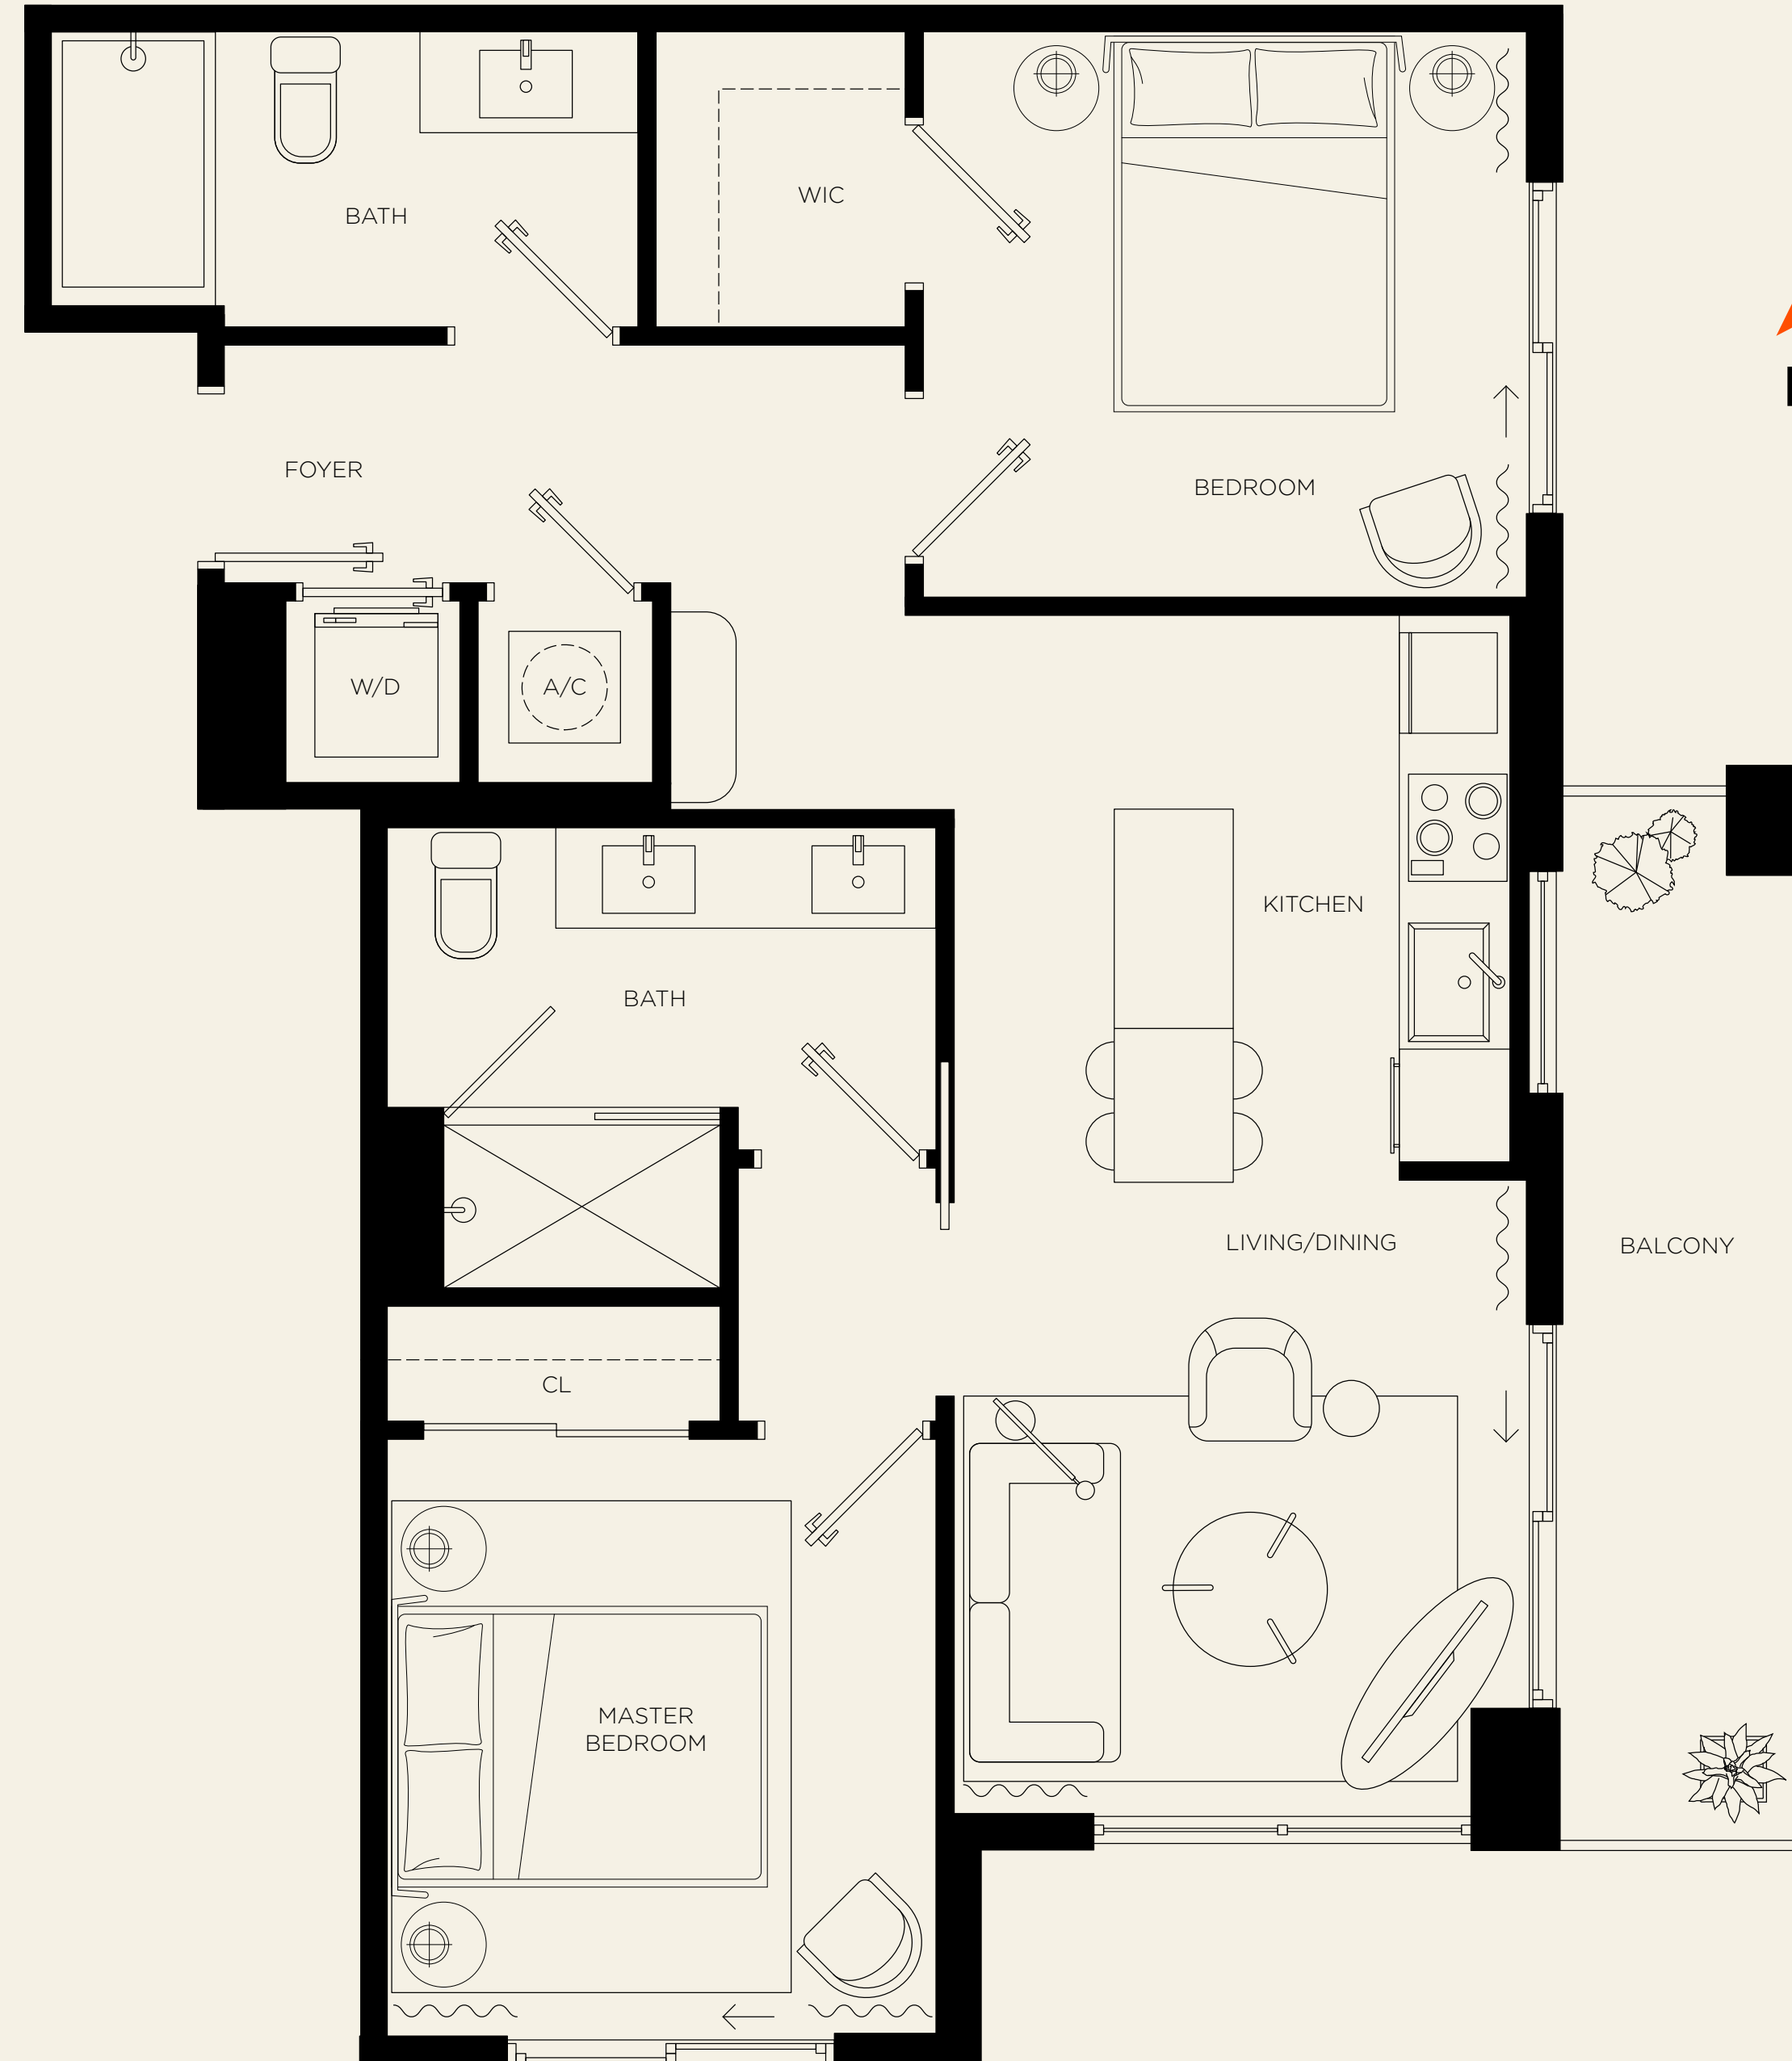 WIC
BATH
FOYER
BEDROOM
W/D
A/C
KITCHEN
BATH
LIVING/DINING
BALCONY
CL
MASTER
BEDROOM